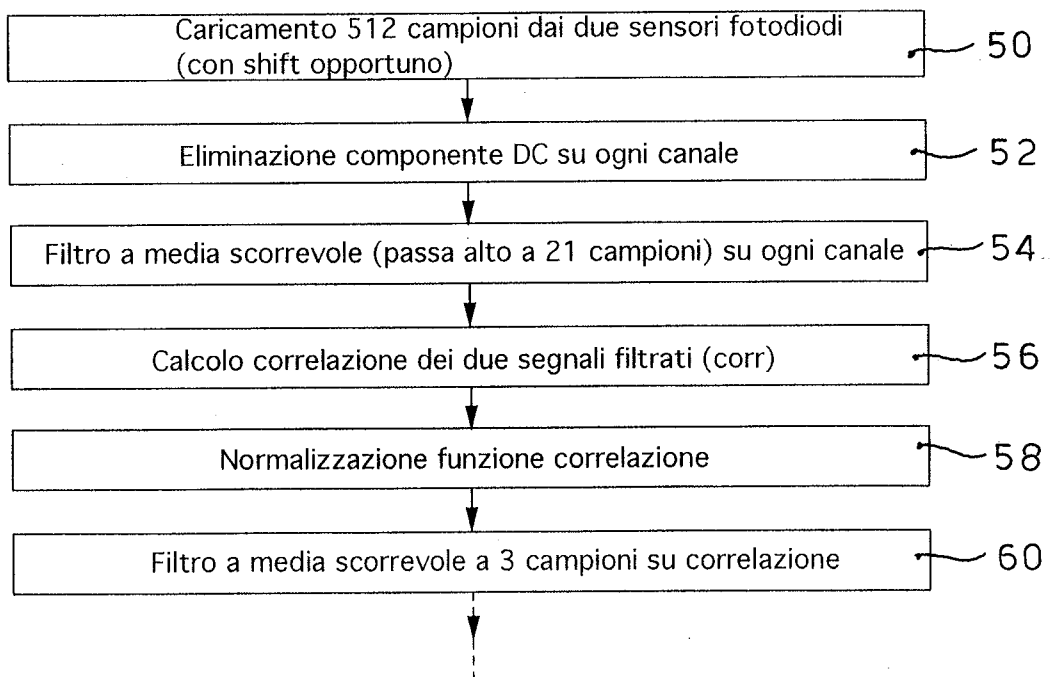 Caricamento 512 campioni dai due sensori fotodiodi
(con shift opportuno)
50
Eliminazione componente DC su ogni canale
52
Filtro a media scorrevole (passa alto a 21 campioni) su ogni canale
54
Calcolo correlazione dei due segnali filtrati (corr)
56
Normalizzazione funzione correlazione
58
Filtro a media scorrevole a 3 campioni su correlazione
60